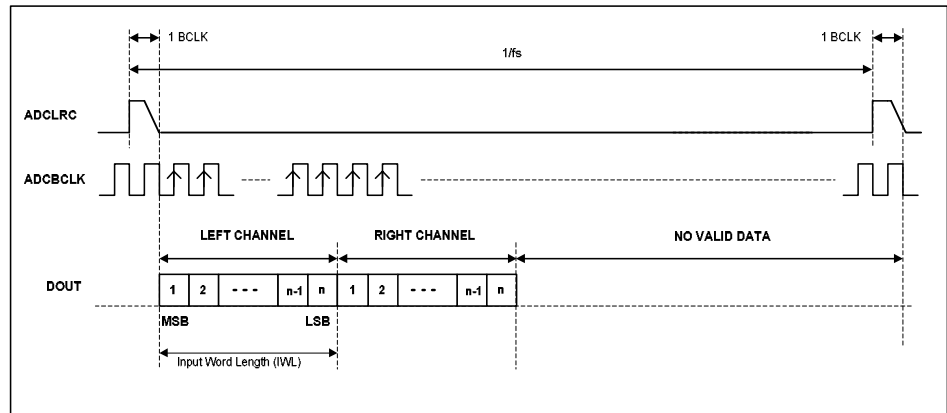 1 BCLK
1/fs
1 BCLK
ADCLRC
ADCBCLK
LEFT CHANNEL
RIGHT CHANNEL
NO VALID DATA
DOUT
1 2 - - - n-1 n 1 2 - - - n-1 n
MSB
LSB
Input Word Length (IWL)